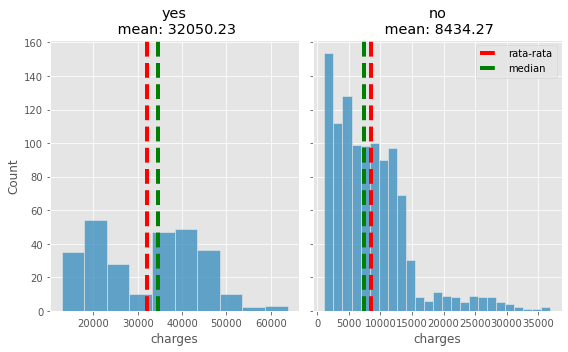 yes
mean: 32050.23
no
mean: 8434.27
rata-rata
median
Count
160
140
120
100
80
60
40
20
0
20000 30000 40000 50000 60000
charges
0 5000 10000 15000 20000 25000 30000 35000
charges